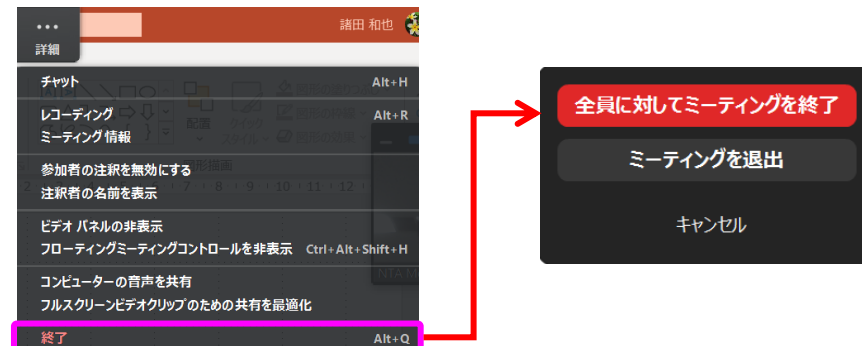 諸田 和也
詳細
チャット Alt+H
レコーディング Alt+R
ミーティング情報
参加者の注釈を無効にする
注釈者の名前を表示
ビデオ パネルの非表示
フローティングミーティングコントロールを非表示 Ctrl+Alt+Shift+H
コンピューターの音声を共有
フルスクリーンビデオクリップのための共有を最適化
終了 Alt+Q
全員に対してミーティングを終了
ミーティングを退出
キャンセル